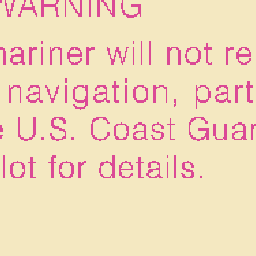 WARNING
mariner will not re
navigation, part
e U.S. Coast Guar
lot for details.